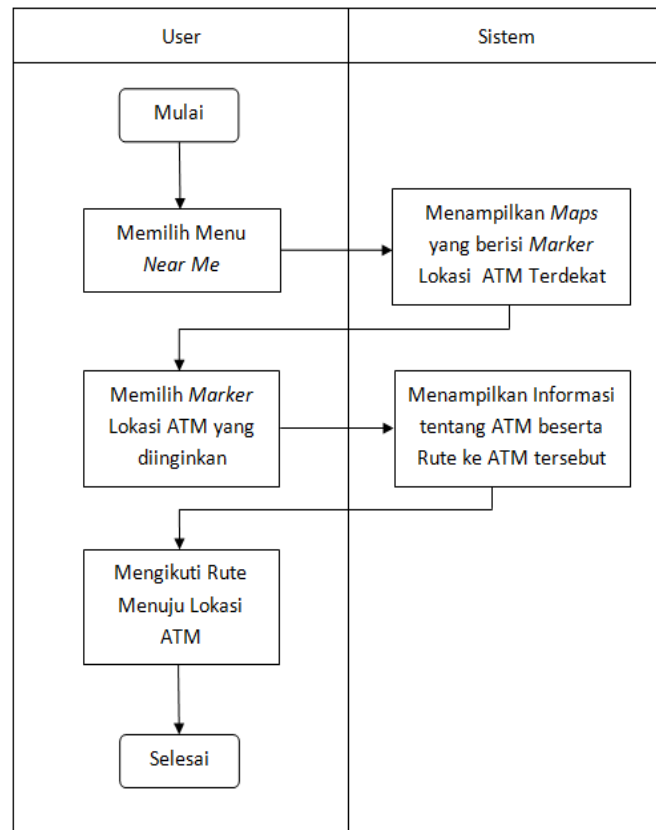 User
Sistem
Mulai
Memilih Menu
Near Me
Menampilkan Maps
yang berisi Marker
Lokasi ATM Terdekat
Memilih Marker
Lokasi ATM yang
diinginkan
Menampilkan Informasi
tentang ATM beserta
Rute ke ATM tersebut
Mengikuti Rute
Menuju Lokasi
ATM
Selesai